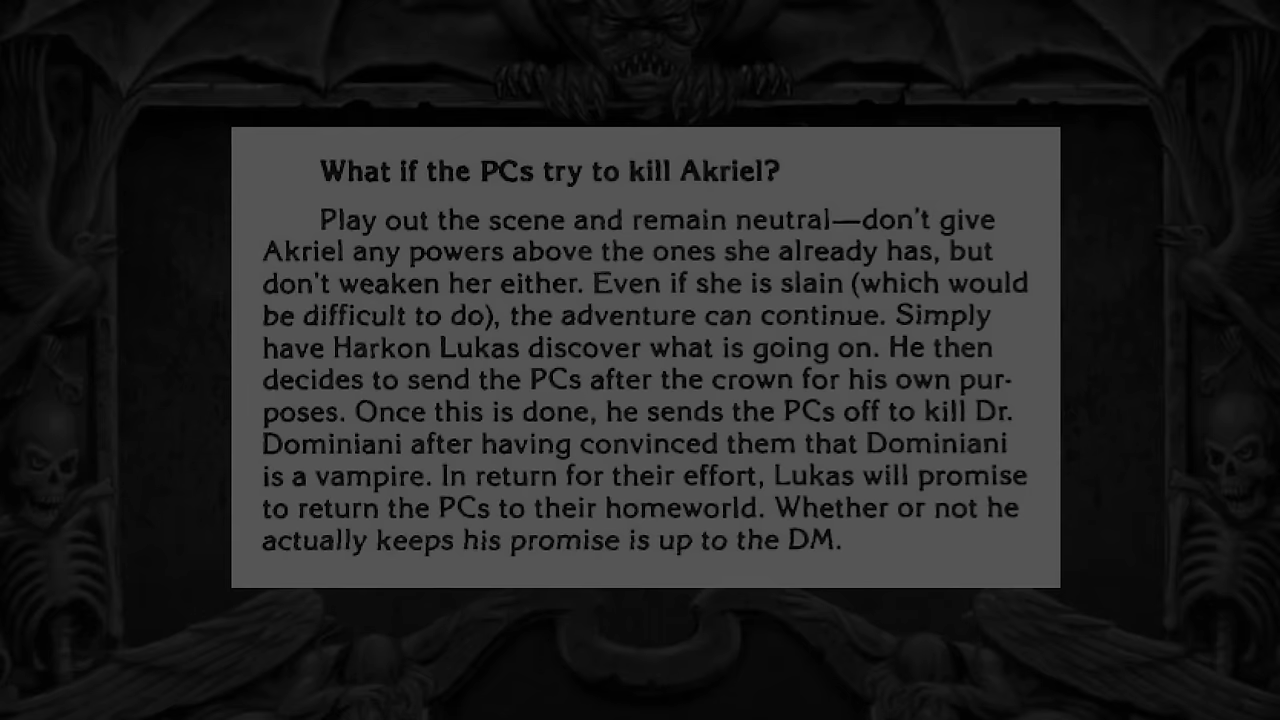 What if the PCs try to kill Akriel?
Play out the scene and remain neutral—don't give
Akriel any powers above the ones she already has, but
don't weaken her either. Even if she is slain (which would
be difficult to do), the adventure can continue. Simply
have Harkon Lukas discover what is going on. He then
decides to send the PCs after the crown for his own pur-
poses. Once this is done, he sends the PCs off to kill Dr.
Dominiani after having convinced them that Dominiani
is a vampire. In return for their effort, Lukas will promise
to return the PCs to their homeworld. Whether or not he
actually keeps his promise is up to the DM.